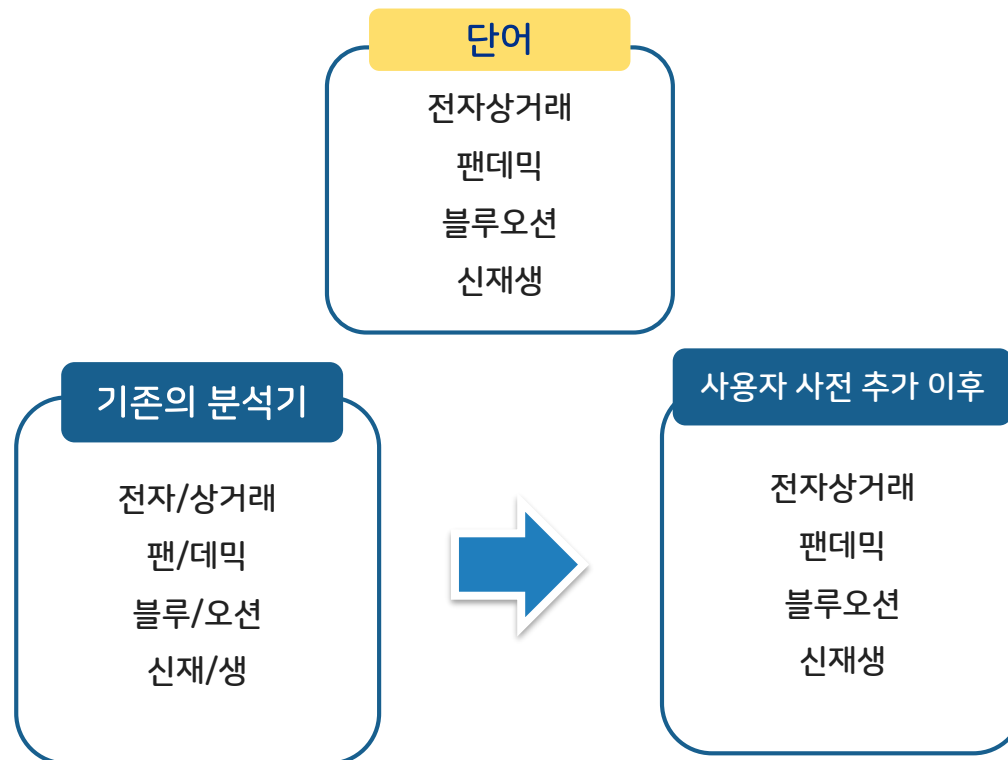 단어
전자상거래
팬데믹
블루오션
신재생
기존의 분석기
전자/상거래
팬/데믹
블루/오션
신재/생
사용자 사전 추가 이후
전자상거래
팬데믹
블루오션
신재생